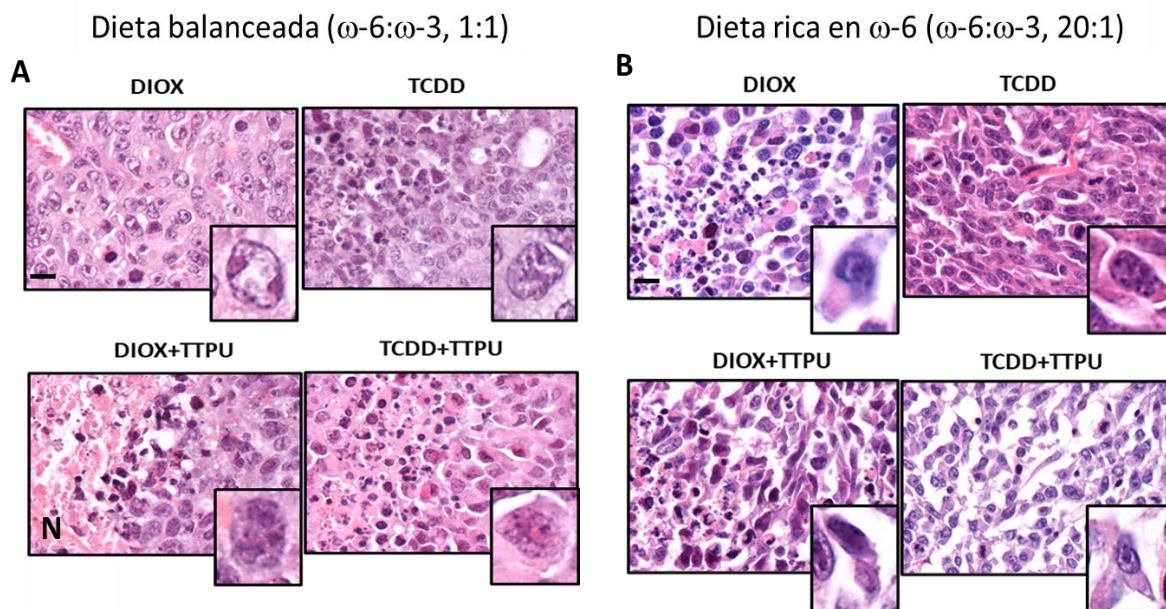 Dieta balanceada (ω-6:ω-3, 1:1)
A
DIOX
TCDD
DIOX+TTPU
TCDD+TTPU
N
Dieta rica en ω-6 (ω-6:ω-3, 20:1)
B
DIOX
TCDD
DIOX+TTPU
TCDD+TTPU